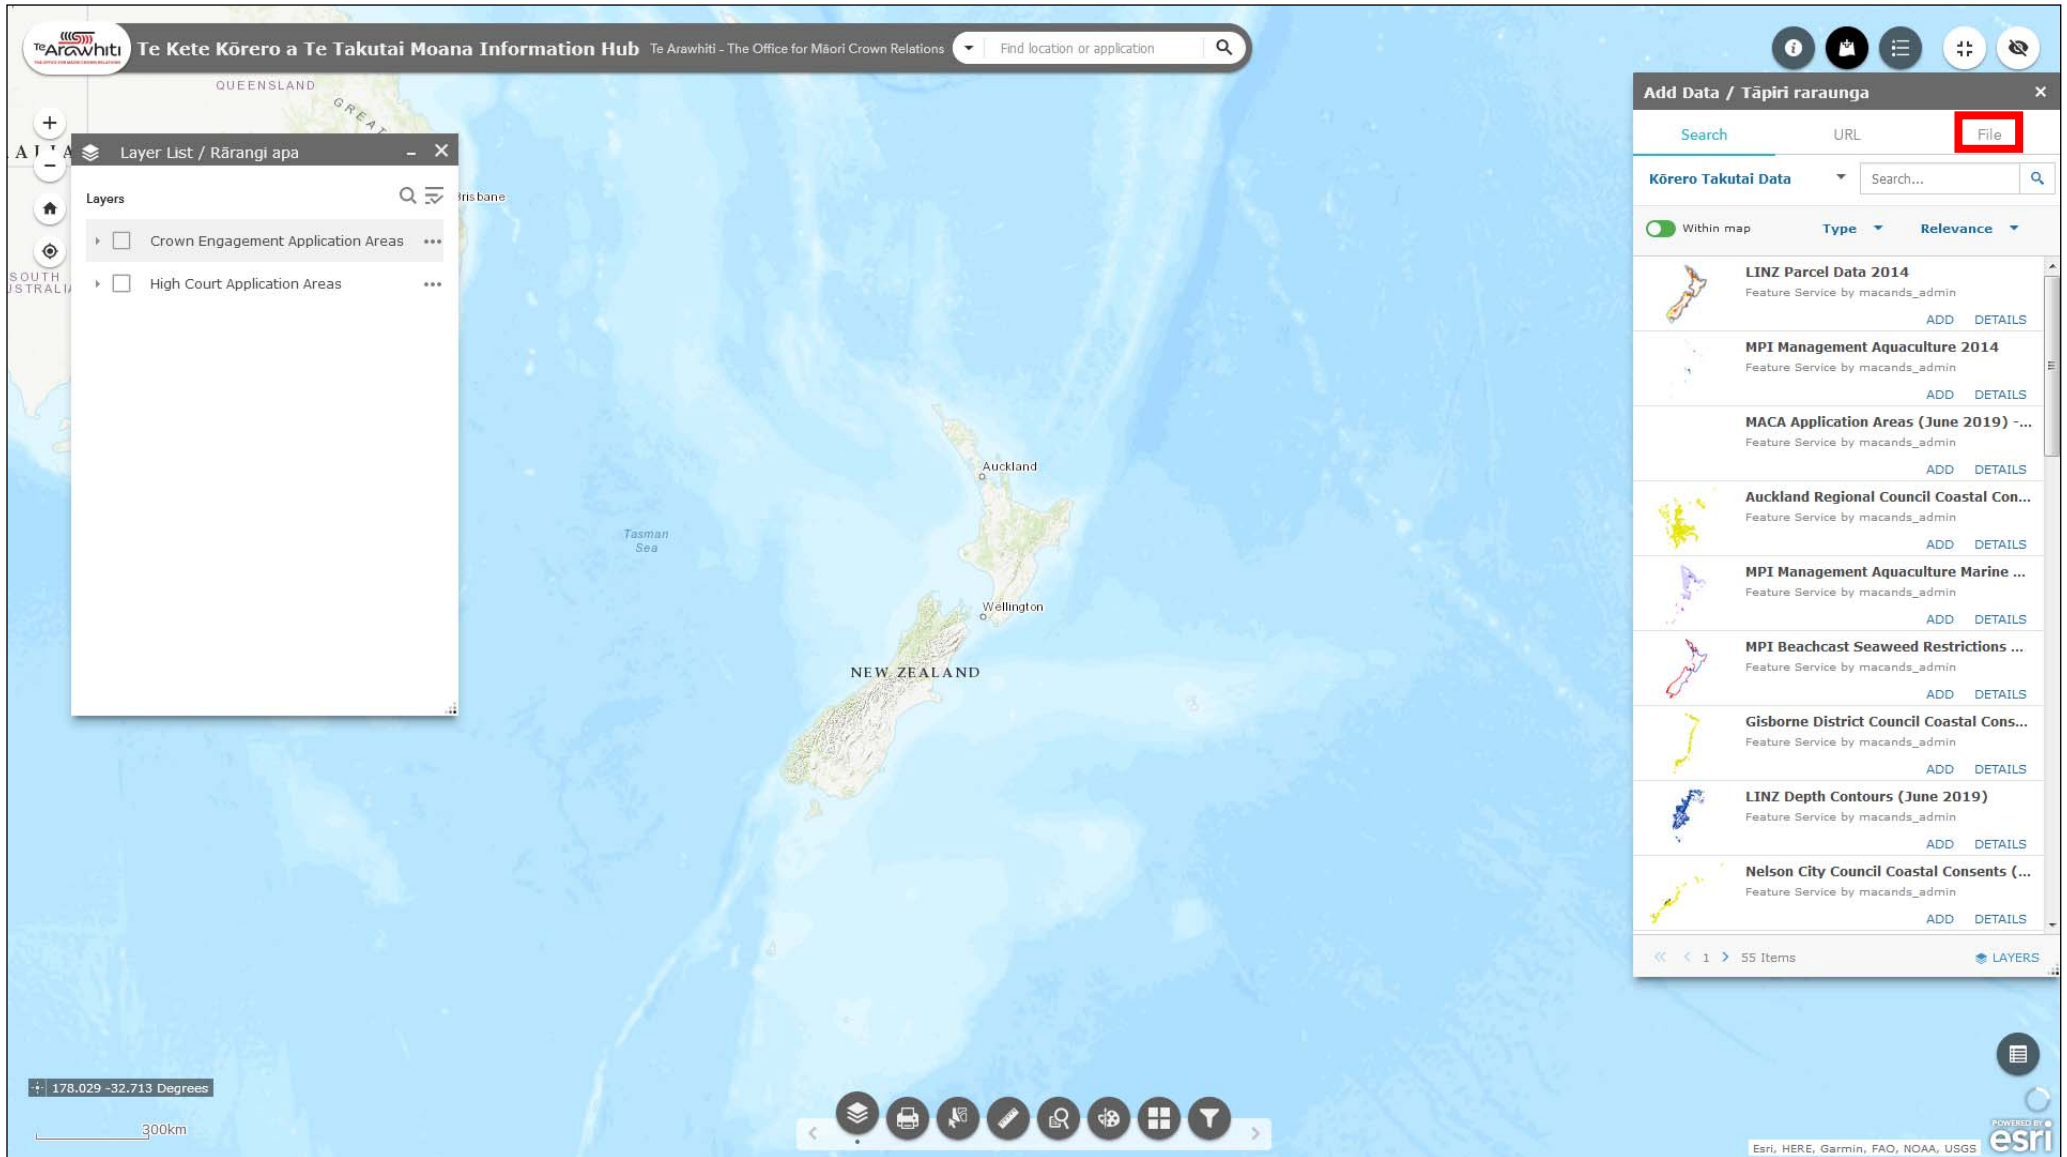 TeArawhiti
Te Kete Kōrero a Te Takutai Moana Information Hub
Te Arawhiti - The Office for Māori Crown Relations
Find location or application
QUEENSLAND
Brisbane
SOUTH
Layer List / Rārangi apa
Layers
Crown Engagement Application Areas
High Court Application Areas
Auckland
Tasman
Sea
Wellington
NEW ZEALAND
Add Data / Tāpiri raraunga
Search
URL
File
Kōrero Takutai Data
Search...
Within map
Type
Relevance
LINZ Parcel Data 2014
Feature Service by macands_admin
ADD DETAILS
MPI Management Aquaculture 2014
Feature Service by macands_admin
ADD DETAILS
MACA Application Areas (June 2019) -...
Feature Service by macands_admin
ADD DETAILS
Auckland Regional Council Coastal Con...
Feature Service by macands_admin
ADD DETAILS
MPI Management Aquaculture Marine ...
Feature Service by macands_admin
ADD DETAILS
MPI Beachcast Seaweed Restrictions ...
Feature Service by macands_admin
ADD DETAILS
Gisborne District Council Coastal Cons...
Feature Service by macands_admin
ADD DETAILS
LINZ Depth Contours (June 2019)
Feature Service by macands_admin
ADD DETAILS
Nelson City Council Coastal Consents (...
Feature Service by macands_admin
ADD DETAILS
1
55 Items
LAYERS
178.029 -32.713 Degrees
300km
POWERED BY
esri
Esri, HERE, Garmin, FAO, NOAA, USGS